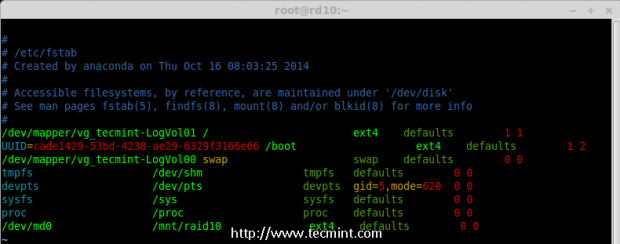 root@rd10:~
#
# /etc/fstab
# Created by anaconda on Thu Oct 16 08:03:25 2014
#
# Accessible filesystems, by reference, are maintained under '/dev/disk'
# See man pages fstab(5), findfs(8), mount(8) and/or blkid(8) for more info
#
/dev/mapper/vg_tecmint-LogVol01 / ext4 defaults 1 1
UUID=cade1429-53bd-4238-ae29-6329f3166e66 /boot ext4 defaults 1 2
/dev/mapper/vg_tecmint-LogVol00 swap swap defaults 0 0
tmpfs /dev/shm tmpfs defaults 0 0
devpts /dev/pts devpts gid=5,mode=620 0 0
sysfs /sys sysfs defaults 0 0
proc /proc proc defaults 0 0
/dev/md0 /mnt/raid10 ext4 defaults 0 0
~
http://www.tecmint.com